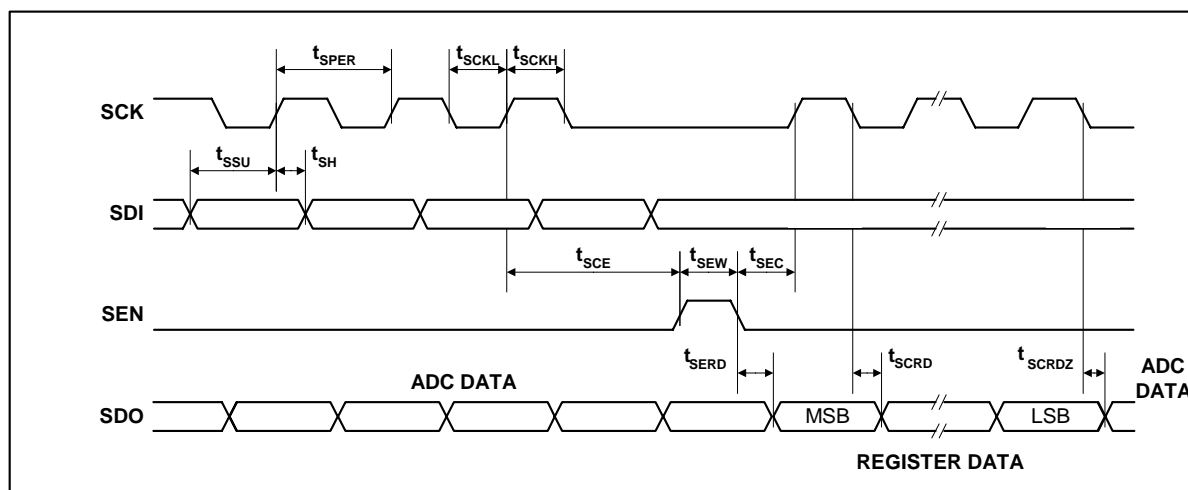 tSPER
tSCKL
tSCKH
SCK
tSSU
tSH
SDI
tSCE
tSEW
tSEC
SEN
tSERD
tSCRD
tSCRDZ
ADC DATA
ADC
DATA
SDO
MSB
LSB
REGISTER DATA